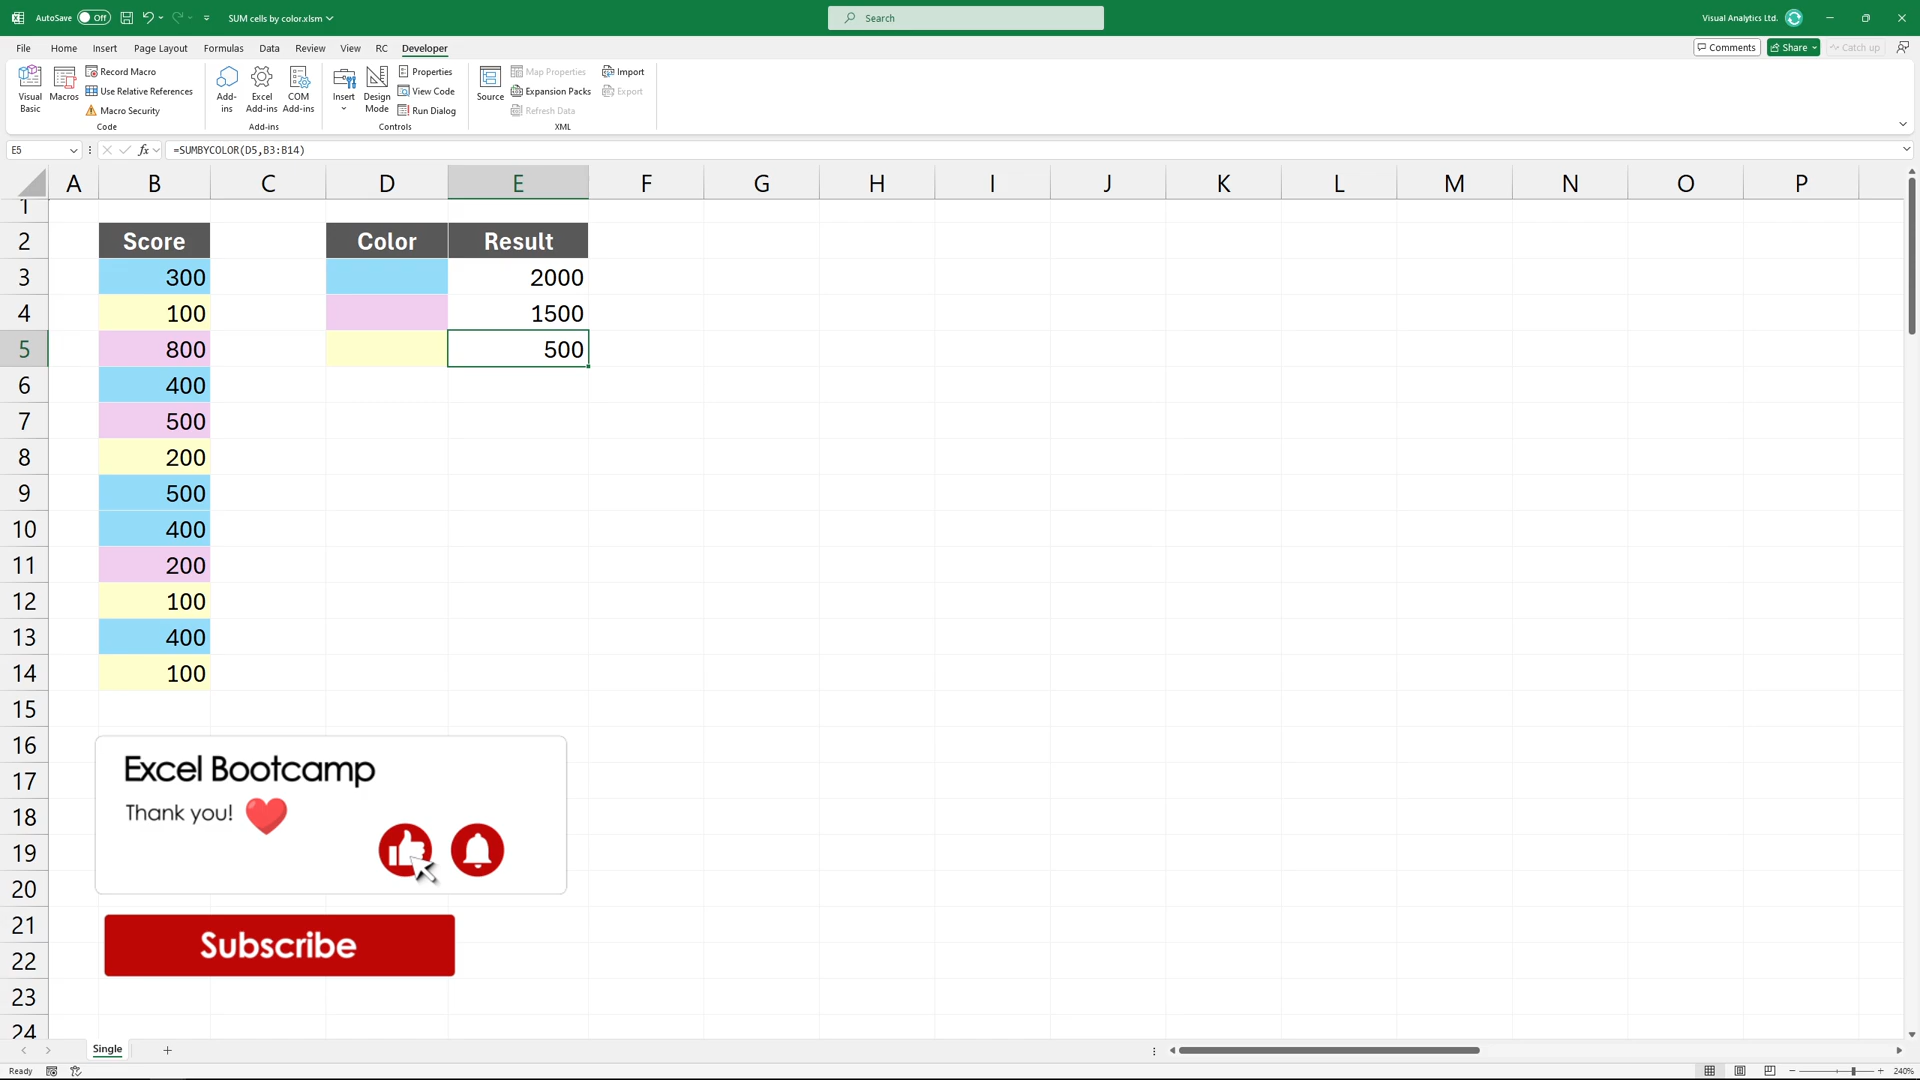 AutoSave Off SUM cells by color.xlsm Search Visual Analytics Ltd.
File Home Insert Page Layout Formulas Data Review View RC Developer Comments Share Catch up
Visual Basic
Macros
Record Macro
Use Relative References
Macro Security
Code
Add-ins
Excel Add-ins
COM Add-ins
Add-ins
Insert
Design Mode
Properties
View Code
Run Dialog
Controls
Source
Map Properties
Expansion Packs
Refresh Data
Import
Export
XML
E5 fx =SUMBYCOLOR(D5,B3:B14)
A B C D E F G H I J K L M N O P
1
2 Score Color Result
3 300 2000
4 100 1500
5 800 500
6 400
7 500
8 200
9 500
10 400
11 200
12 100
13 400
14 100
15
16
17
18
19
20
21
22
23
24
Excel Bootcamp
Thank you!
Subscribe
Single
Ready 240%